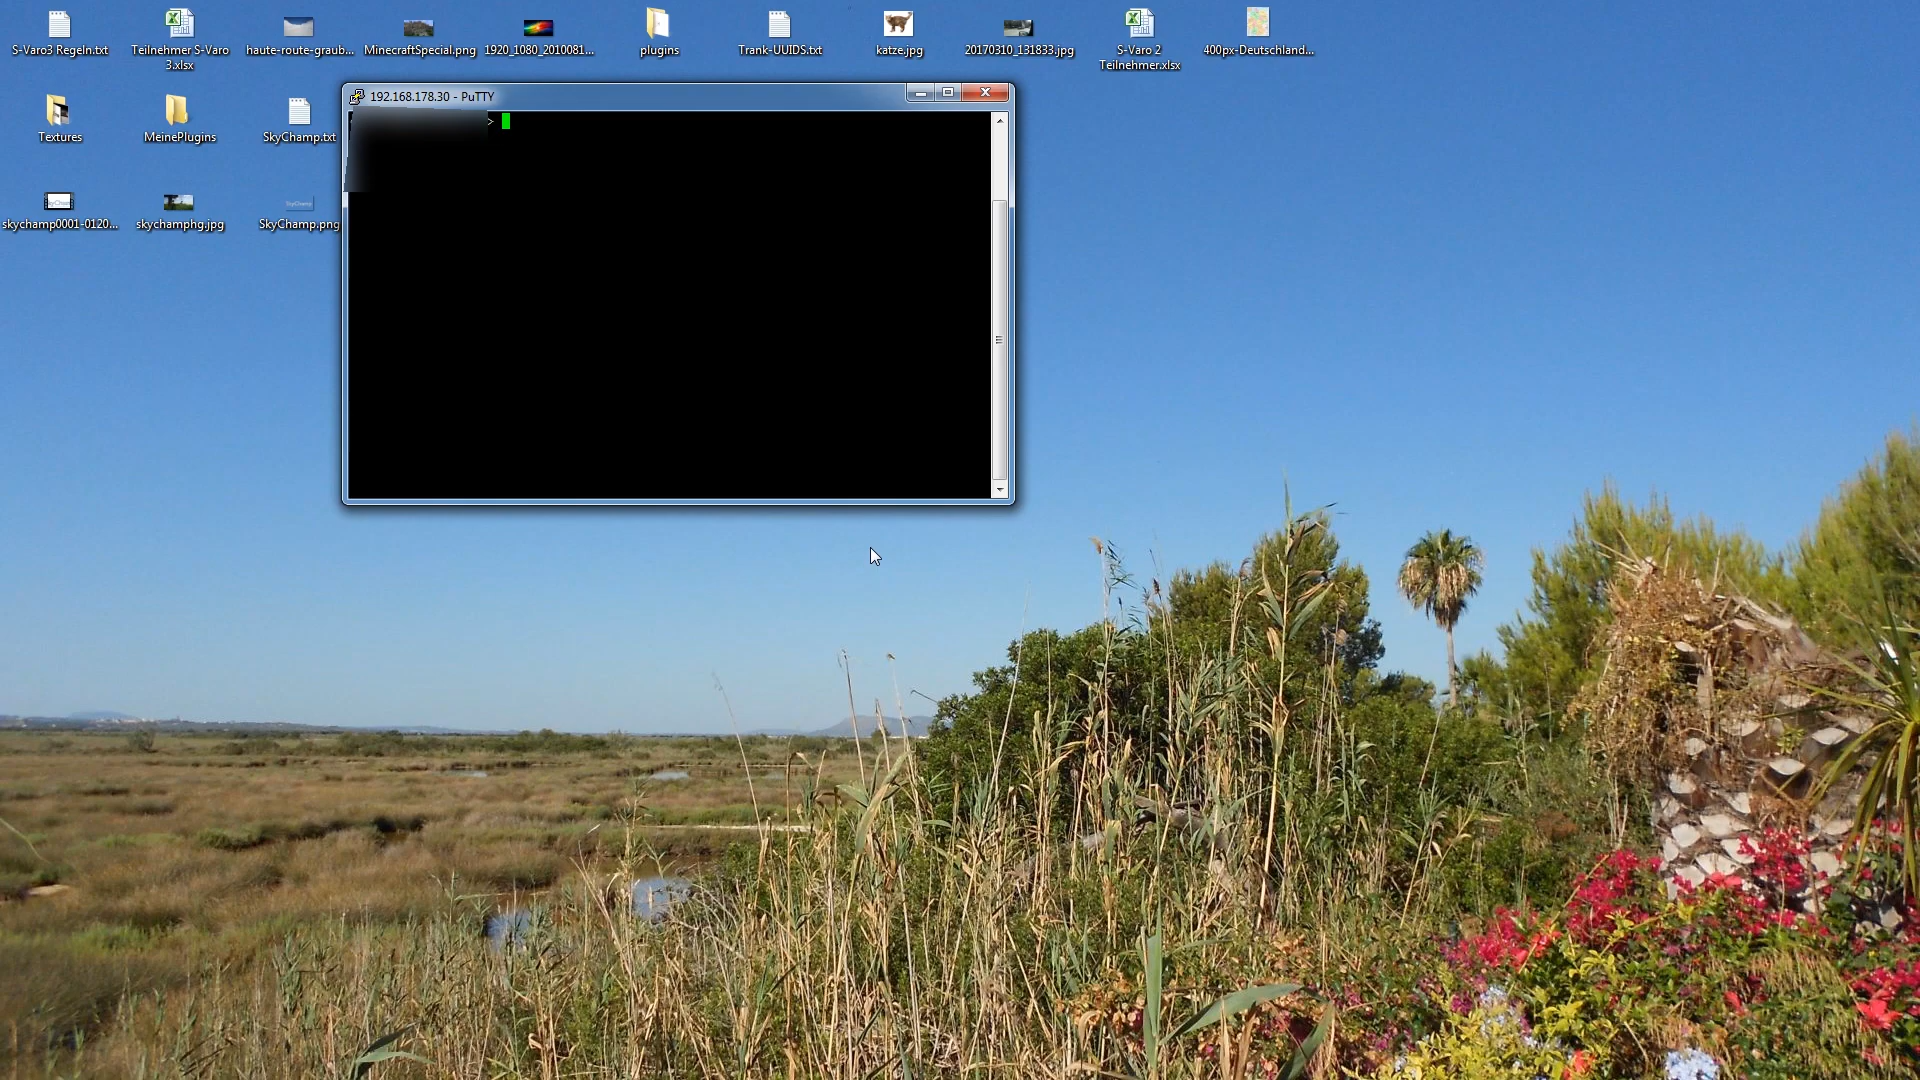 S-Varo3 Regeln.txt
Teilnehmer S-Varo
3.xlsx
haute-route-graub...
MinecraftSpecial.png
1920_1080_2010081...
plugins
Trank-UUIDS.txt
katze.jpg
20170310_131833.jpg
S-Varo 2
Teilnehmer.xlsx
400px-Deutschland...
192.168.178.30 - PuTTY
>
Textures
MeinePlugins
SkyChamp.txt
skychamp0001-0120...
skychamphg.jpg
SkyChamp.png